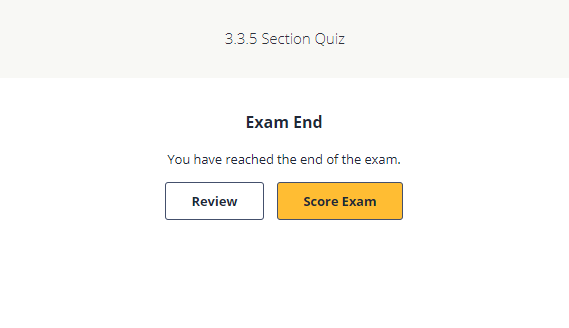 3.3.5 Section Quiz
Exam End
You have reached the end of the exam.
Review
Score Exam